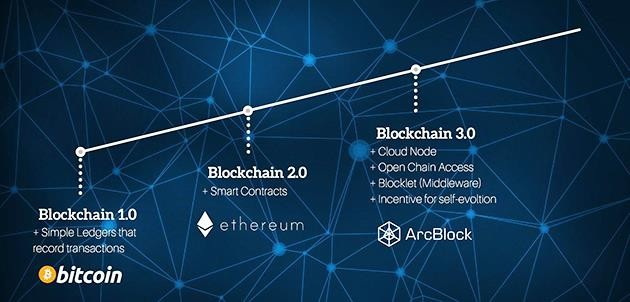 Blockchain 1.0
+ Simple Ledgers that
record transactions
bitcoin
Blockchain 2.0
+ Smart Contracts
ethereum
Blockchain 3.0
+ Cloud Node
+ Open Chain Access
+ Blocklet (Middleware)
+ Incentive for self-evoltion
ArcBlock